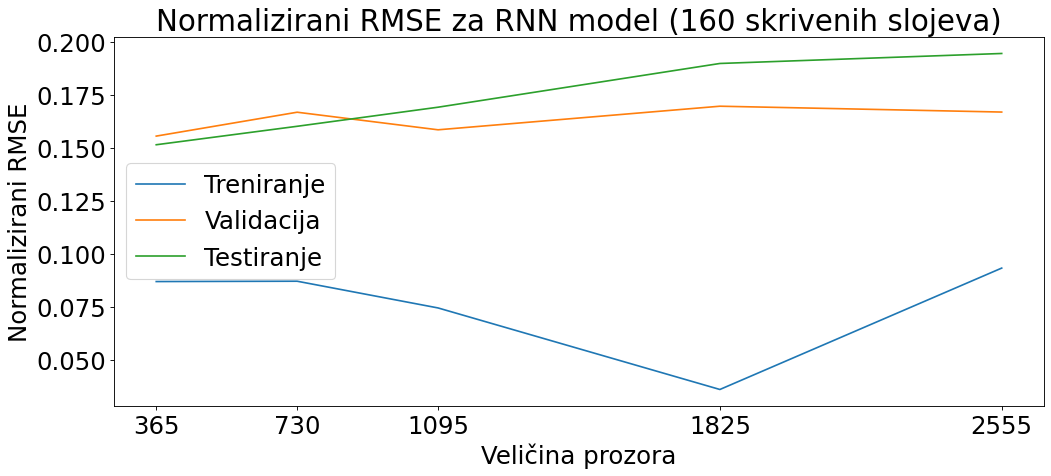 Normalizirani RMSE za RNN model (160 skrivenih slojeva)
Normalizirani RMSE
0.200
0.175
0.150
0.125
0.100
0.075
0.050
Treniranje
Validacija
Testiranje
365 730 1095 1825 2555
Veličina prozora